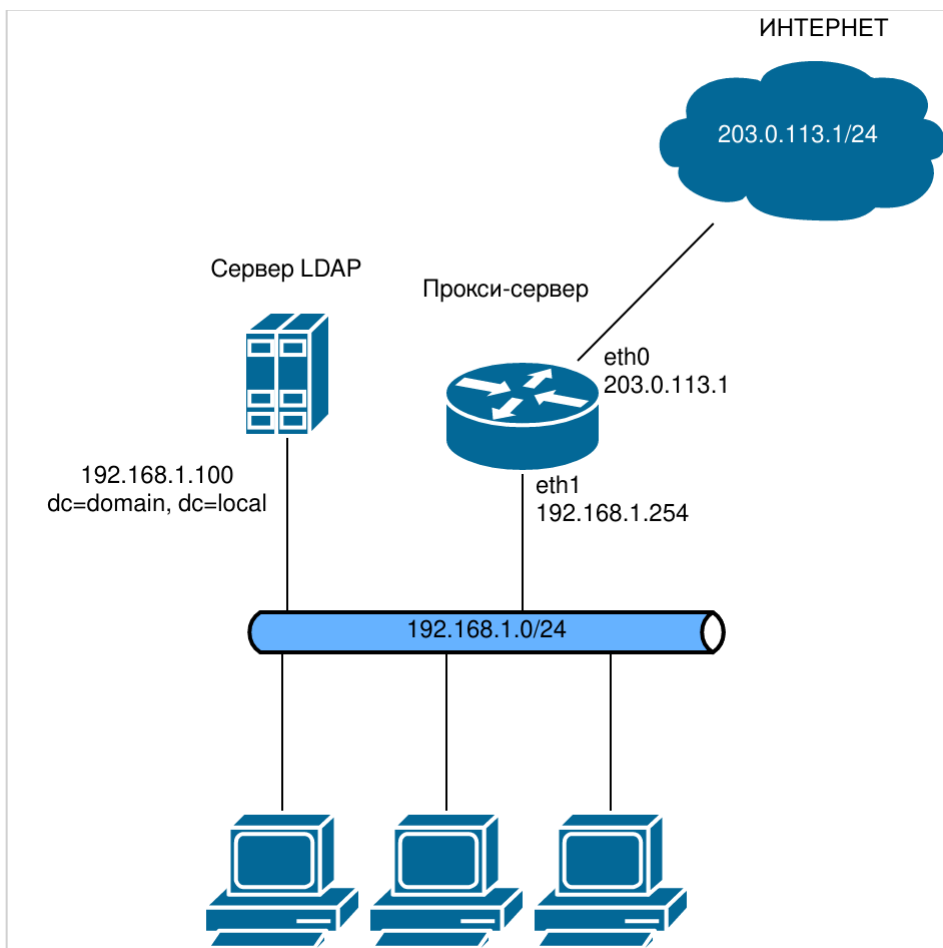 ИНТЕРНЕТ
203.0.113.1/24
Сервер LDAP
Прокси-сервер
eth0
203.0.113.1
192.168.1.100
dc=domain, dc=local
eth1
192.168.1.254
192.168.1.0/24